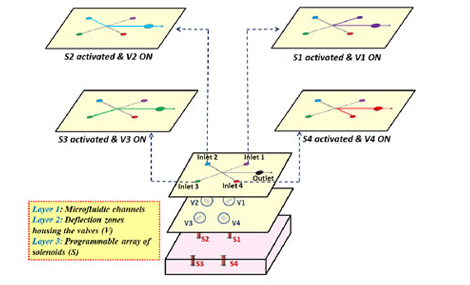 S2 activated & V2 ON
S1 activated & V1 ON
S3 activated & V3 ON
S4 activated & V4 ON
Inlet 2
Inlet 1
Outlet
Inlet 3
Inlet 4
V2
V1
V3
V4
S2
S1
S3
S4
Layer 1: Microfluidic channels
Layer 2: Deflection zones
housing the valves (V)
Layer 3: Programmable array of
solenoids (S)